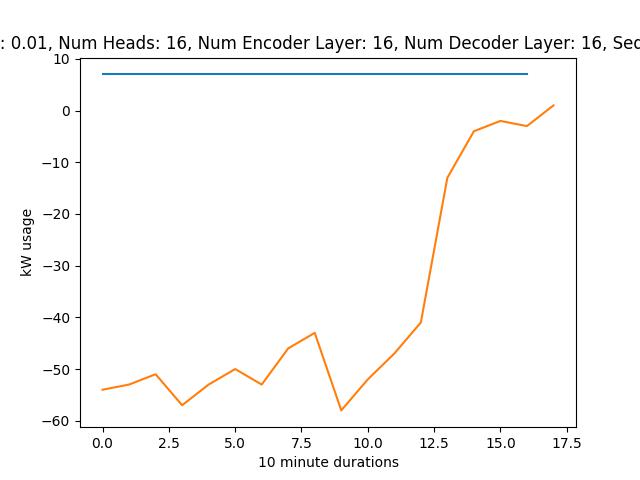 : 0.01, Num Heads: 16, Num Encoder Layer: 16, Num Decoder Layer: 16, Seq
10
0
−10
−20
−30
−40
−50
−60
kW usage
0.0 2.5 5.0 7.5 10.0 12.5 15.0 17.5
10 minute durations